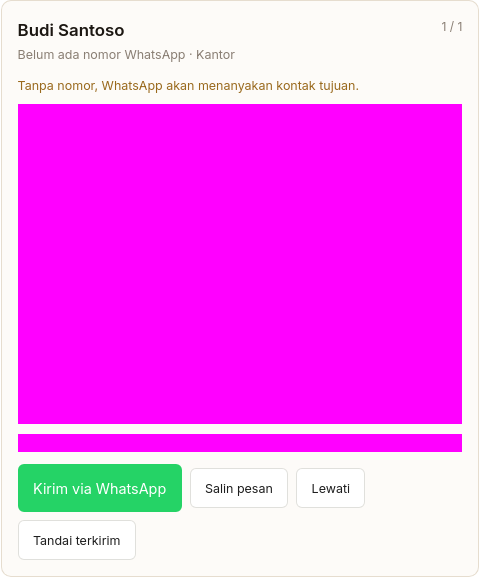 Budi Santoso
1 / 1
Belum ada nomor WhatsApp · Kantor
Tanpa nomor, WhatsApp akan menanyakan kontak tujuan.
Kirim via WhatsApp
Salin pesan
Lewati
Tandai terkirim